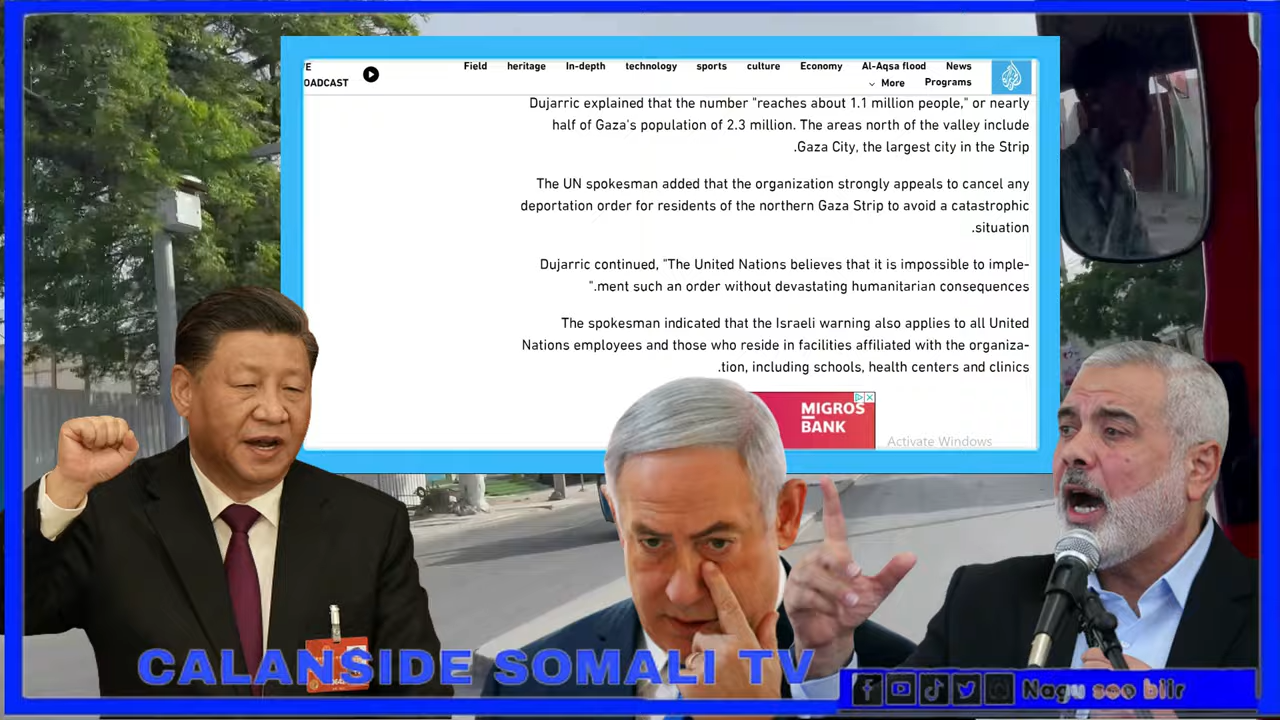 VE
OADCAST
Field heritage In-depth technology sports culture Economy Al-Aqsa flood News
More Programs
Dujarric explained that the number "reaches about 1.1 million people," or nearly
half of Gaza's population of 2.3 million. The areas north of the valley include
.Gaza City, the largest city in the Strip
The UN spokesman added that the organization strongly appeals to cancel any
deportation order for residents of the northern Gaza Strip to avoid a catastrophic
.situation
Dujarric continued, "The United Nations believes that it is impossible to imple-
".ment such an order without devastating humanitarian consequences
The spokesman indicated that the Israeli warning also applies to all United
Nations employees and those who reside in facilities affiliated with the organiza-
.tion, including schools, health centers and clinics
MIGROS
BANK
Activate Windows
CALANSIDE SOMALI TV
Nagu soo biir